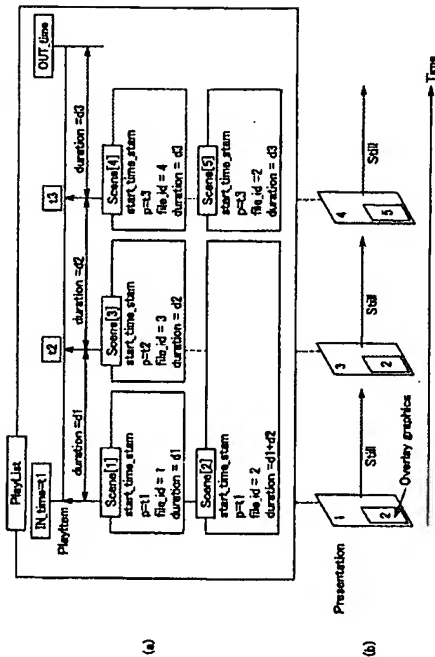 PlayList
IN_time=t1
t2
t3
OUT_time
PlayItem
duration =d1
duration =d2
duration =d3
Scene[1]
start_time_stam
p=t1
file_id = 1
duration = d1
Scene[3]
start_time_stam
p=t2
file_id = 3
duration = d2
Scene[4]
start_time_stam
p=t3
file_id = 4
duration = d3
Scene[2]
start_time_stam
p=t1
file_id = 2
duration =d1+d2
Scene[5]
start_time_stam
p=t3
file_id =2
duration = d3
(a)
Presentation
1
2
Still
3
2
Still
4
5
Still
Overlay graphics
Time
(b)